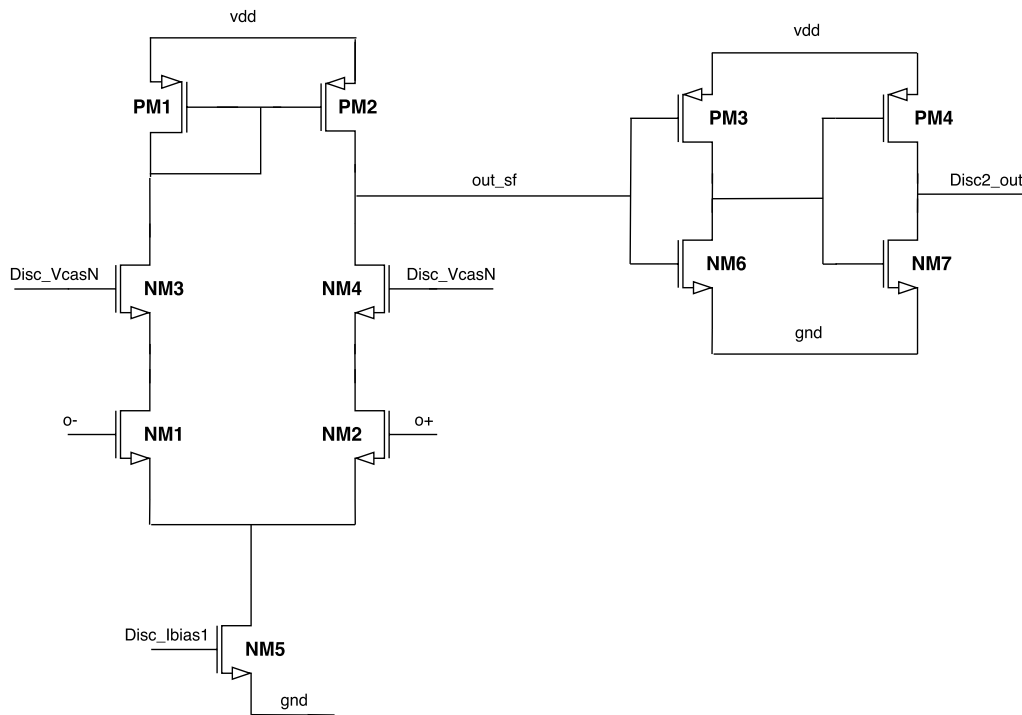 vdd
vdd
PM1
PM2
PM3
PM4
out_sf
Disc2_out
Disc_VcasN
NM3
NM4
Disc_VcasN
NM6
NM7
gnd
o-
NM1
NM2
o+
Disc_Ibias1
NM5
gnd